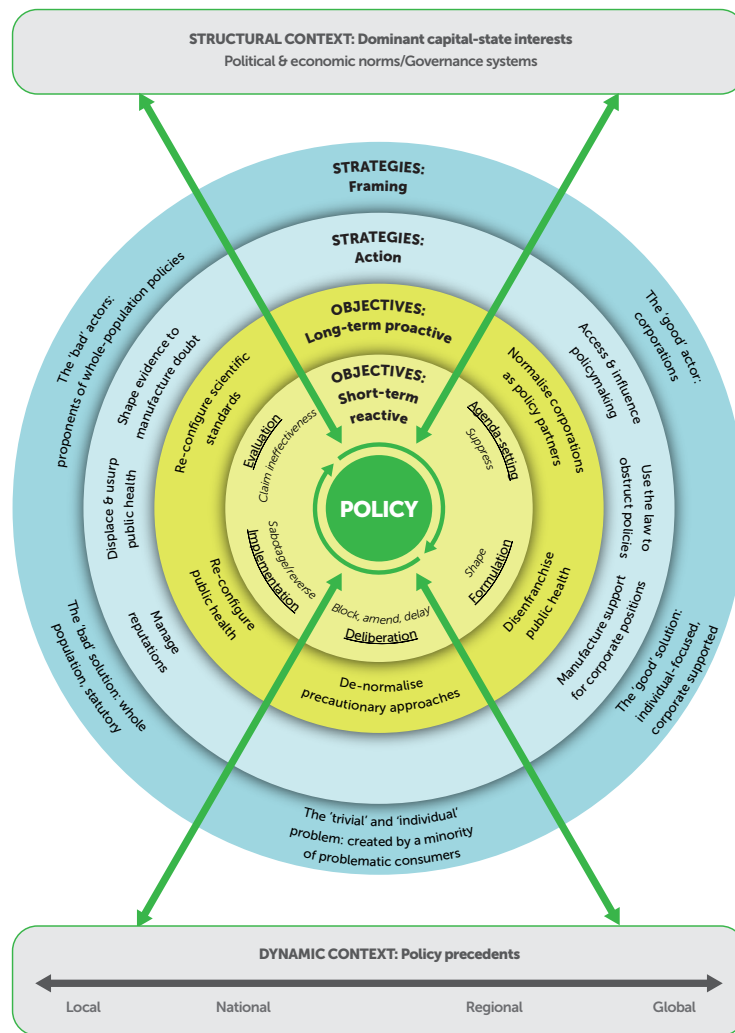 STRUCTURAL CONTEXT: Dominant capital-state interests
Political & economic norms/Governance systems
STRATEGIES:
Framing
The ‘bad’ actors:
proponents of whole-population policies
The ‘good’ actor:
corporations
The ‘bad’ solution: whole
population, statutory
The ‘good’ solution:
individual-focused,
corporate supported
The ‘trivial’ and ‘individual’
problem: created by a minority
of problematic consumers
STRATEGIES:
Action
Shape evidence to
manufacture doubt
Access & influence
policymaking
Displace & usurp
public health
Use the law to
obstruct policies
Manage
reputations
Manufacture support
for corporate positions
OBJECTIVES:
Long-term proactive
Re-configure scientific
standards
Normalise corporations
as policy partners
Re-configure
public health
Disenfranchise
public health
De-normalise
precautionary approaches
OBJECTIVES:
Short-term
reactive
Evaluation
Claim ineffectiveness
Agenda-setting
Suppress
POLICY
Sabotage/reverse
Implementation
Shape
Formulation
Block, amend, delay
Deliberation
DYNAMIC CONTEXT: Policy precedents
Local
National
Regional
Global